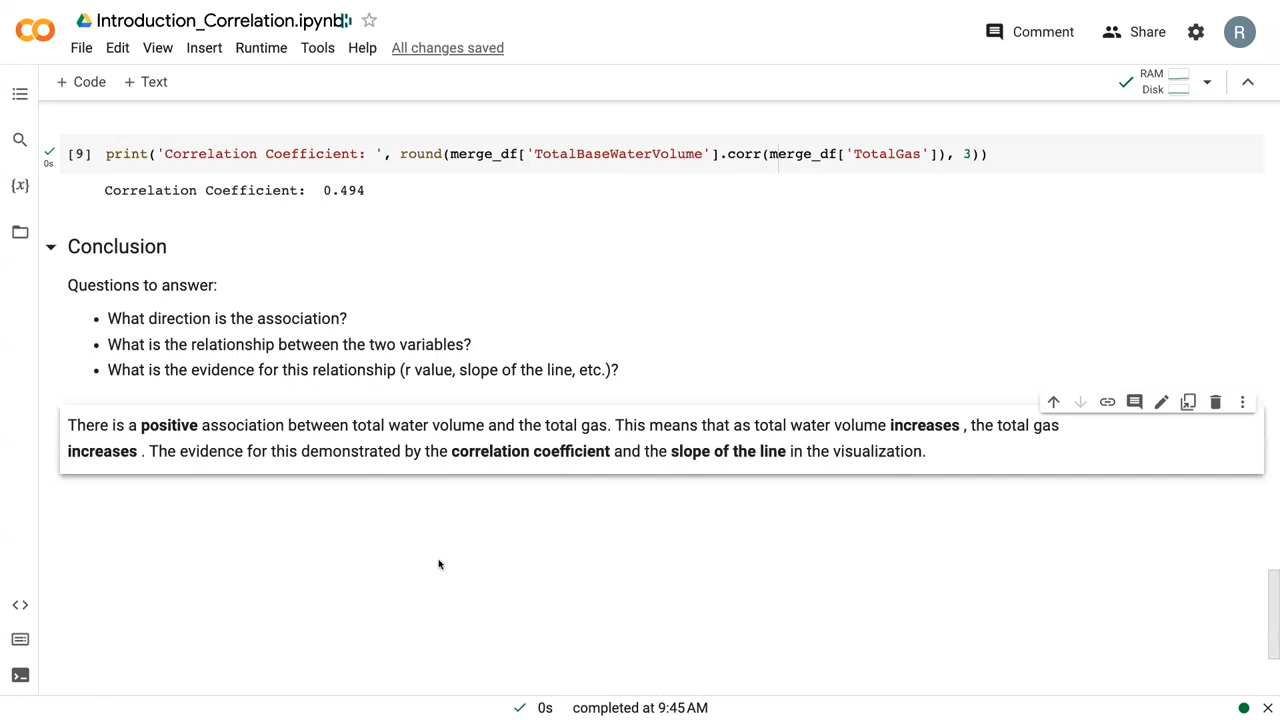 Introduction_Correlation.ipynb
File Edit View Insert Runtime Tools Help All changes saved
Comment Share R
+ Code + Text
RAM
Disk
[9] print('Correlation Coefficient: ', round(merge_df['TotalBaseWaterVolume'].corr(merge_df['TotalGas']), 3))
0s
Correlation Coefficient: 0.494
{x}
Conclusion
Questions to answer:
• What direction is the association?
• What is the relationship between the two variables?
• What is the evidence for this relationship (r value, slope of the line, etc.)?
There is a positive association between total water volume and the total gas. This means that as total water volume increases , the total gas
increases . The evidence for this demonstrated by the correlation coefficient and the slope of the line in the visualization.
0s completed at 9:45 AM